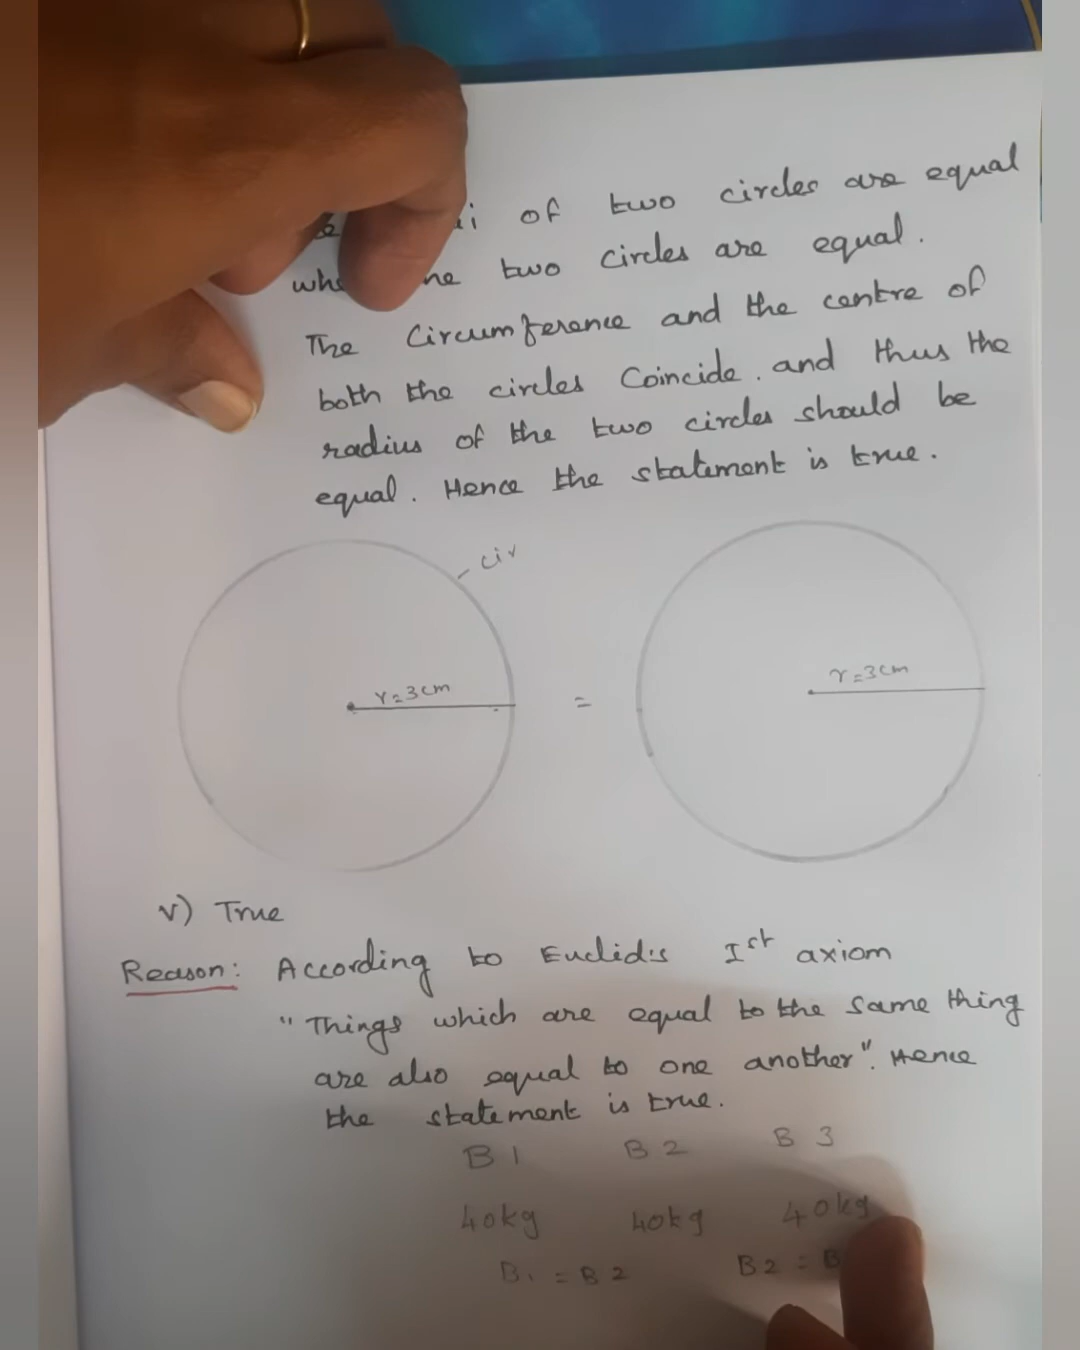 of two circles are equal
two circles are equal.
The Circumference and the centre of
both the circles Coincide. and thus the
radius of the two circles should be
equal. Hence the statement is true.
- cir
r=3cm
=
r=3cm
v) True
Reason: According to Euclid's Ist axiom
"Things which are equal to the same thing
are also equal to one another". Hence
the statement is true.
B1 B2 B3
40kg 40kg 40kg
B1 = B2 B2 = B